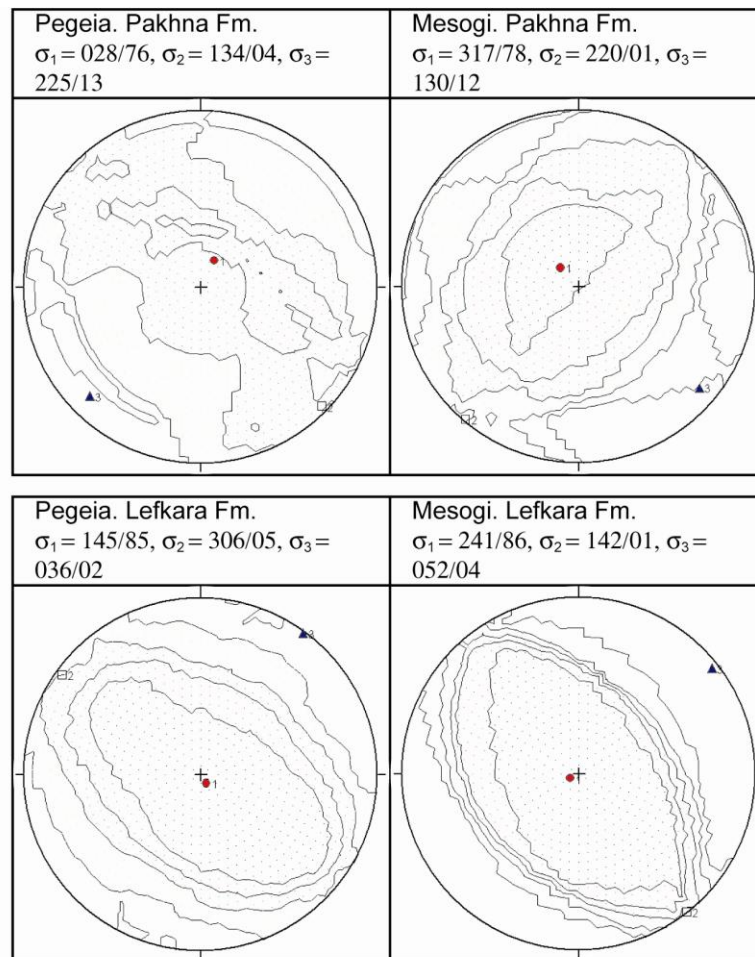 Pegeia. Pakhna Fm.
σ1 = 028/76, σ2 = 134/04, σ3 =
225/13
Mesogi. Pakhna Fm.
σ1 = 317/78, σ2 = 220/01, σ3 =
130/12
1
3
2
1
3
2
Pegeia. Lefkara Fm.
σ1 = 145/85, σ2 = 306/05, σ3 =
036/02
Mesogi. Lefkara Fm.
σ1 = 241/86, σ2 = 142/01, σ3 =
052/04
3
2
1
3
2